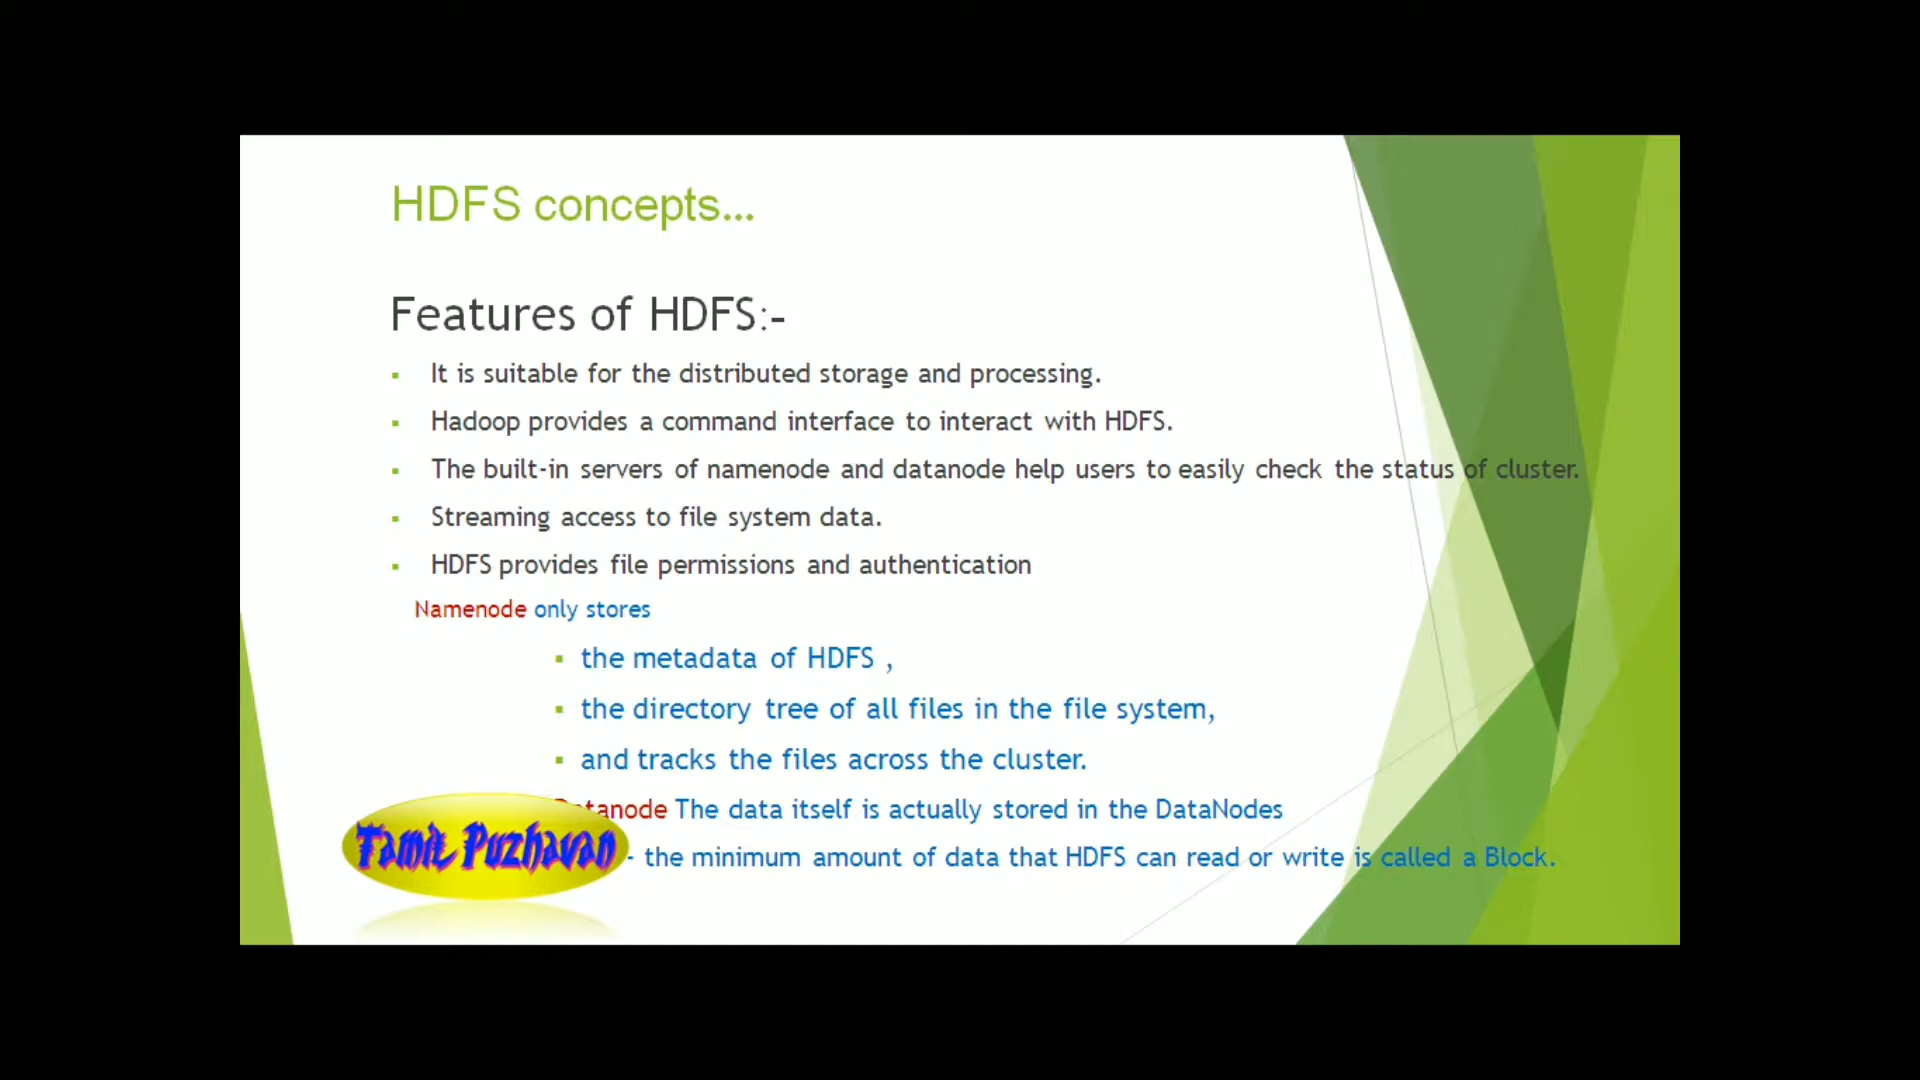 HDFS concepts...
Features of HDFS:-
▪ It is suitable for the distributed storage and processing.
▪ Hadoop provides a command interface to interact with HDFS.
▪ The built-in servers of namenode and datanode help users to easily check the status of cluster.
▪ Streaming access to file system data.
▪ HDFS provides file permissions and authentication
Namenode only stores
▪ the metadata of HDFS ,
▪ the directory tree of all files in the file system,
▪ and tracks the files across the cluster.
Datanode The data itself is actually stored in the DataNodes
- the minimum amount of data that HDFS can read or write is called a Block.
Tamil Puzhavan